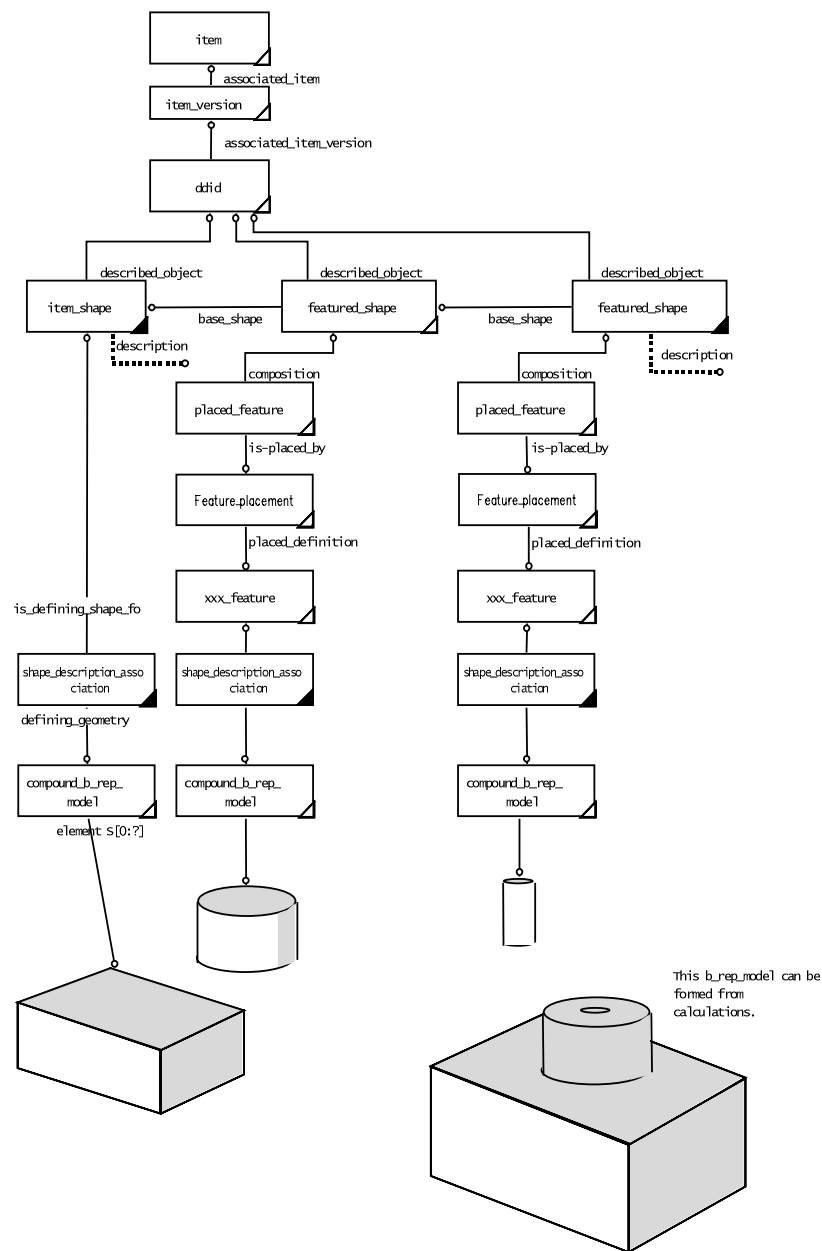 item
associated_item
item_version
associated_item_version
ddid
described_object
described_object
described_object
item_shape
featured_shape
featured_shape
base_shape
base_shape
description
description
composition
composition
placed_feature
placed_feature
is-placed_by
is-placed_by
Feature_placement
Feature_placement
placed_definition
placed_definition
xxx_feature
xxx_feature
is_defining_shape_fo
shape_description_asso
ciation
shape_description_asso
ciation
shape_description_asso
ciation
defining_geometry
compound_b_rep_
model
compound_b_rep_
model
compound_b_rep_
model
element S[0:?]
This b_rep_model can be
formed from
calculations.